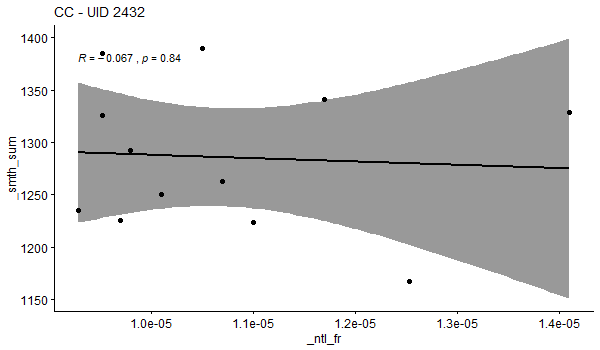 CC - UID 2432
R = −0.067 , p = 0.84
1400
1350
1300
1250
1200
1150
_smth_sum
1.0e-05 1.1e-05 1.2e-05 1.3e-05 1.4e-05
_ntl_fr